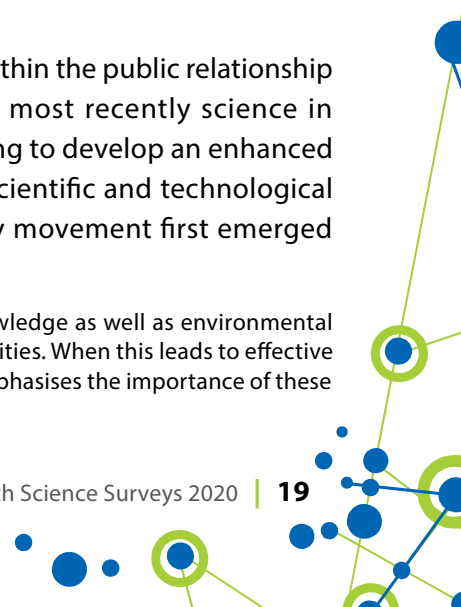 thin the public relationship
most recently science in
ng to develop an enhanced
cientific and technological
y movement first emerged
wledge as well as environmental
ities. When this leads to effective
phasises the importance of these
th Science Surveys 2020 | 19